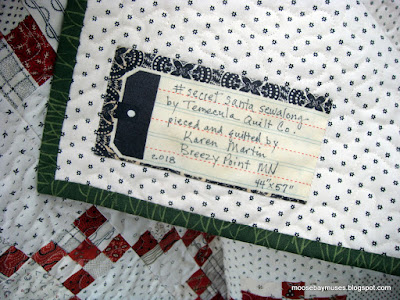 #secret santa sewalong-
by Temecula Quilt Co.
pieced and quilted by
Karen Martin
Breezy Point MN
2018
44 x 57"
moosebaymuses.blogspot.com